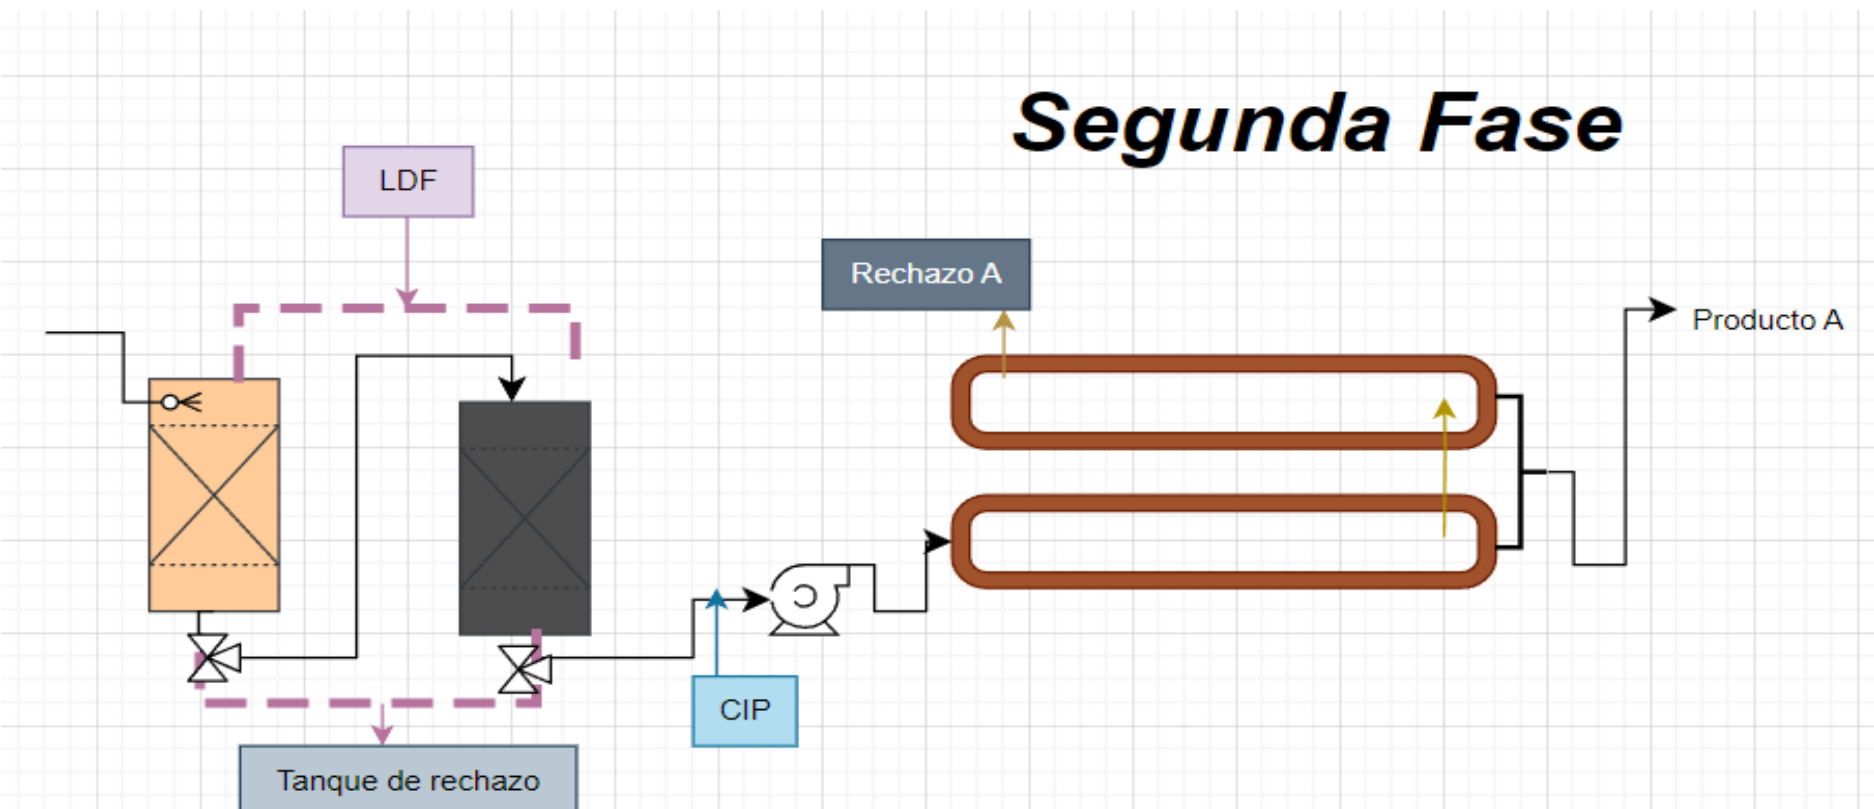 Segunda Fase
LDF
Rechazo A
Producto A
CIP
Tanque de rechazo